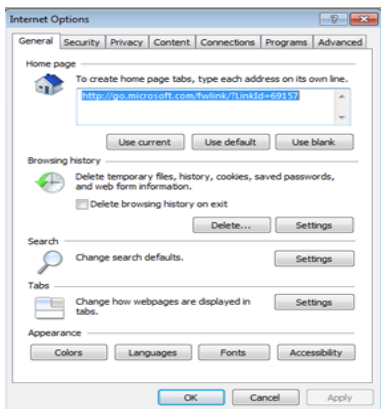 Internet Options
General Security Privacy Content Connections Programs Advanced
Home page
To create home page tabs, type each address on its own line.
http://go.microsoft.com/fwlink/?LinkId=69157
Use current Use default Use blank
Browsing history
Delete temporary files, history, cookies, saved passwords,
and web form information.
Delete browsing history on exit
Delete... Settings
Search
Change search defaults. Settings
Tabs
Change how webpages are displayed in Settings
tabs.
Appearance
Colors Languages Fonts Accessibility
OK Cancel Apply